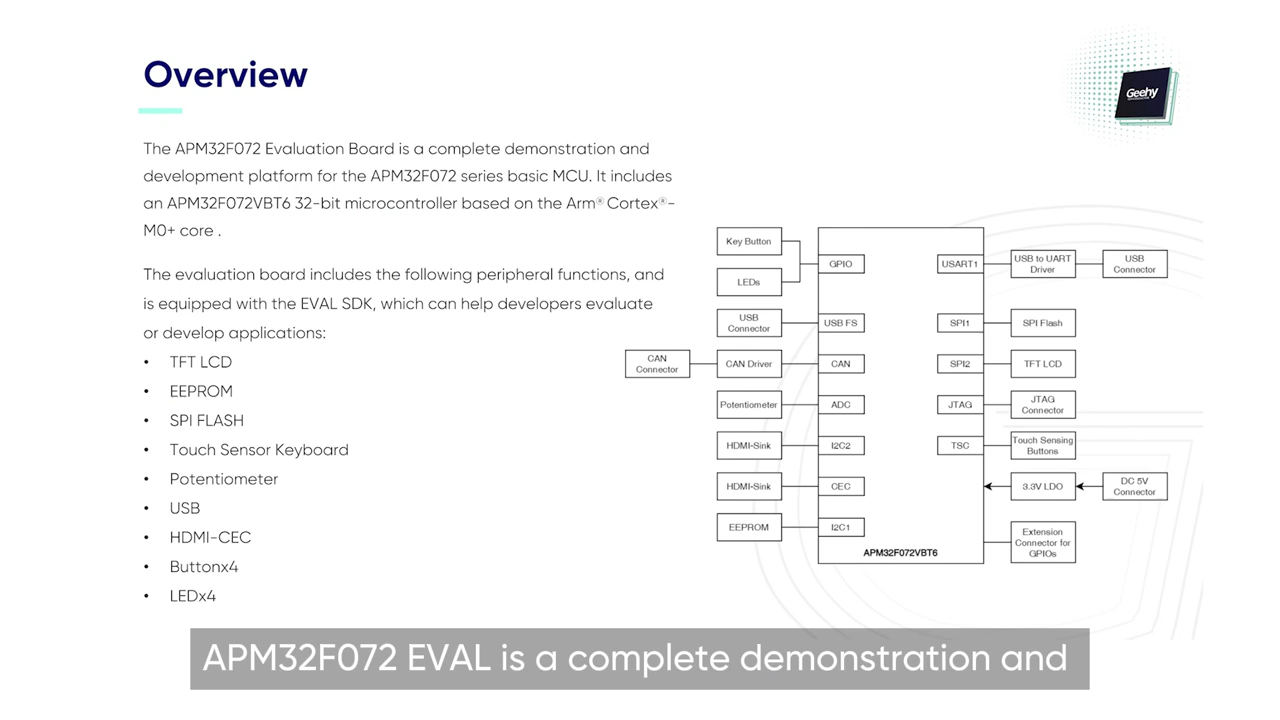 Overview
Geehy
The APM32F072 Evaluation Board is a complete demonstration and
development platform for the APM32F072 series basic MCU. It includes
an APM32F072VBT6 32-bit microcontroller based on the Arm® Cortex®-
M0+ core .
The evaluation board includes the following peripheral functions, and
is equipped with the EVAL SDK, which can help developers evaluate
or develop applications:
• TFT LCD
• EEPROM
• SPI FLASH
• Touch Sensor Keyboard
• Potentiometer
• USB
• HDMI-CEC
• Buttonx4
• LEDx4
Key Button
LEDs
GPIO
USB
Connector
USB FS
CAN
Connector
CAN Driver
CAN
Potentiometer
ADC
HDMI-Sink
I2C2
HDMI-Sink
CEC
EEPROM
I2C1
USART1
USB to UART
Driver
USB
Connector
SPI1
SPI Flash
SPI2
TFT LCD
JTAG
JTAG
Connector
TSC
Touch Sensing
Buttons
3.3V LDO
DC 5V
Connector
Extension
Connector for
GPIOs
APM32F072VBT6
APM32F072 EVAL is a complete demonstration and